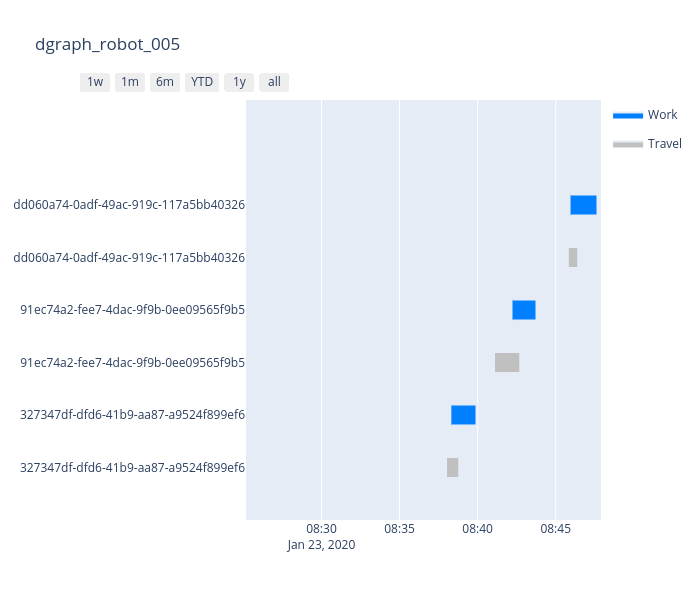 dgraph_robot_005
1w 1m 6m YTD 1y all
Work
Travel
dd060a74-0adf-49ac-919c-117a5bb40326
dd060a74-0adf-49ac-919c-117a5bb40326
91ec74a2-fee7-4dac-9f9b-0ee09565f9b5
91ec74a2-fee7-4dac-9f9b-0ee09565f9b5
327347df-dfd6-41b9-aa87-a9524f899ef6
327347df-dfd6-41b9-aa87-a9524f899ef6
08:30 08:35 08:40 08:45
Jan 23, 2020